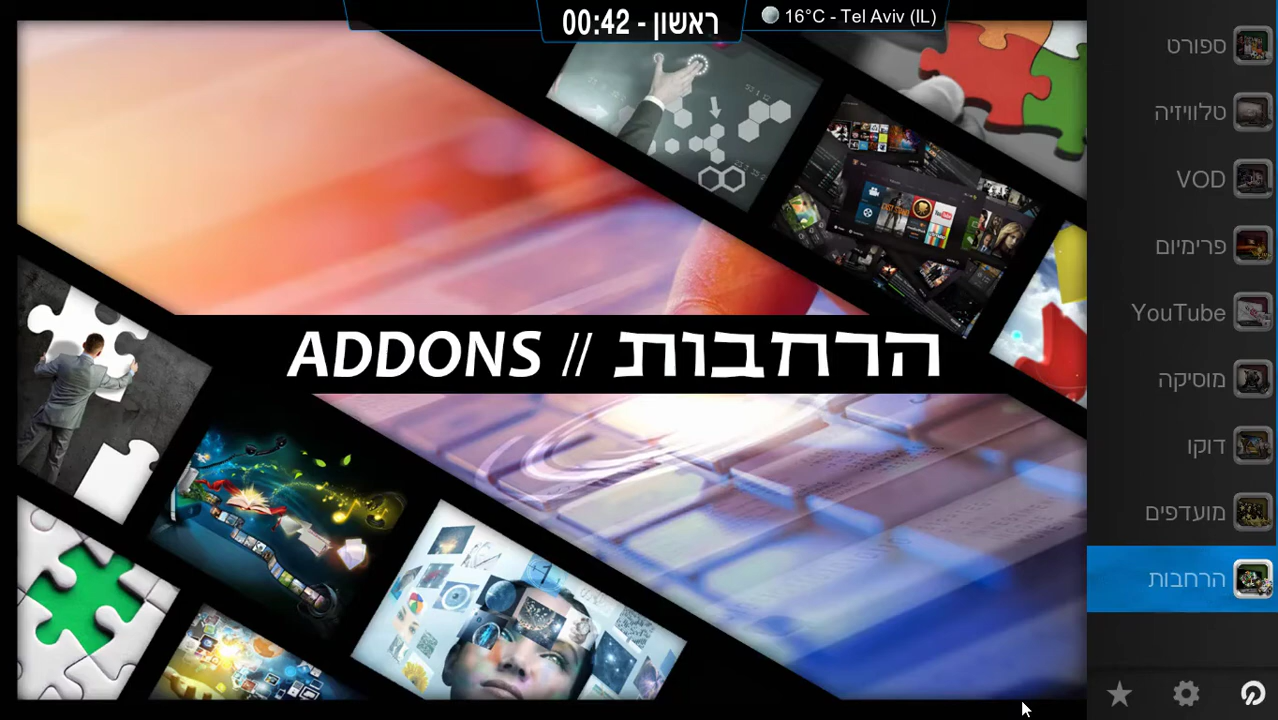 ראשון - 00:42
16°C - Tel Aviv (IL)
ספורט
טלוויזיה
VOD
פרימיום
YouTube
מוסיקה
דוקו
מועדפים
הרחבות
ADDONS // הרחבות